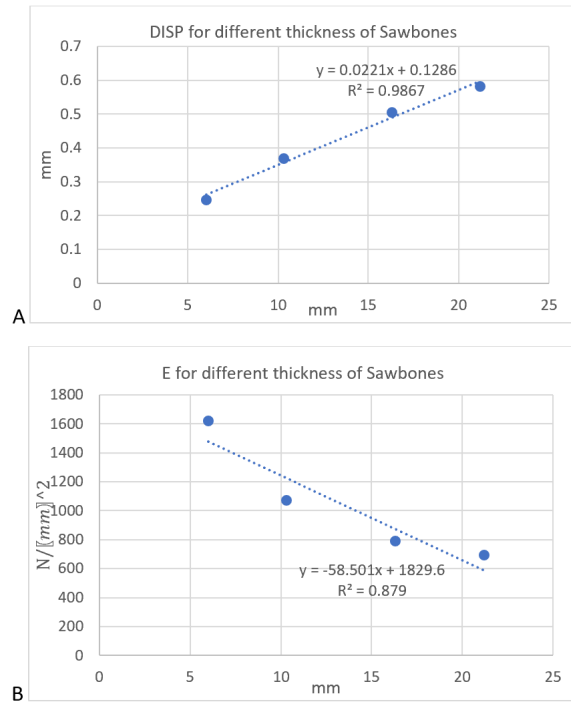 DISP for different thickness of Sawbones
0.7
0.6
0.5
0.4
0.3
0.2
0.1
0
mm
y = 0.0221x + 0.1286
R² = 0.9867
0 5 10 15 20 25
mm
A
E for different thickness of Sawbones
1800
1600
1400
1200
1000
800
600
400
200
0
N/〖mm〗^2
y = -58.501x + 1829.6
R² = 0.879
0 5 10 15 20 25
mm
B